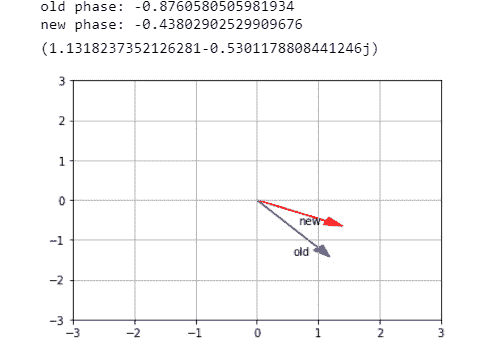 old phase: -0.8760580505981934
new phase: -0.43802902529909676
(1.1318237352126281-0.5301178808441246j)
3
2
1
0
new
−1
old
−2
−3
−3 −2 −1 0 1 2 3